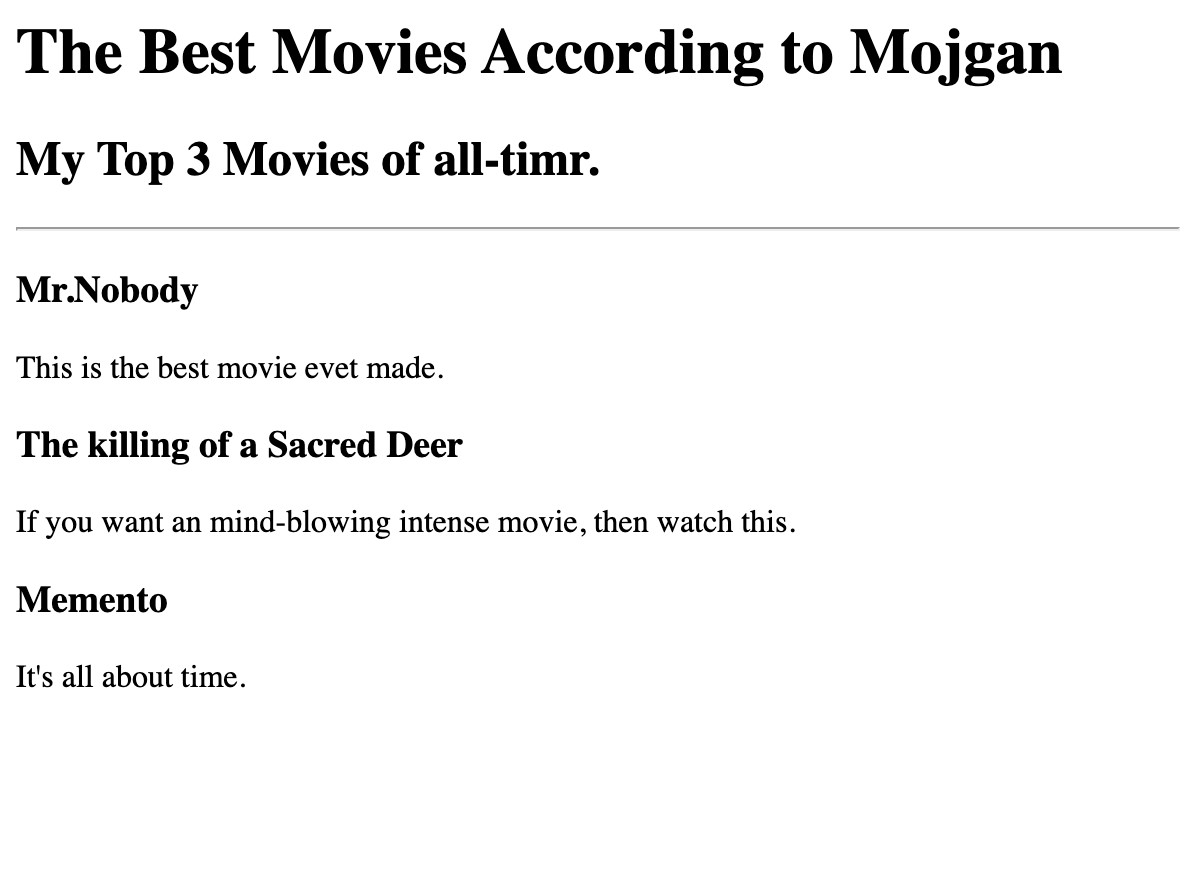 The Best Movies According to Mojgan
My Top 3 Movies of all-timr.
Mr.Nobody
This is the best movie evet made.
The killing of a Sacred Deer
If you want an mind-blowing intense movie, then watch this.
Memento
It's all about time.